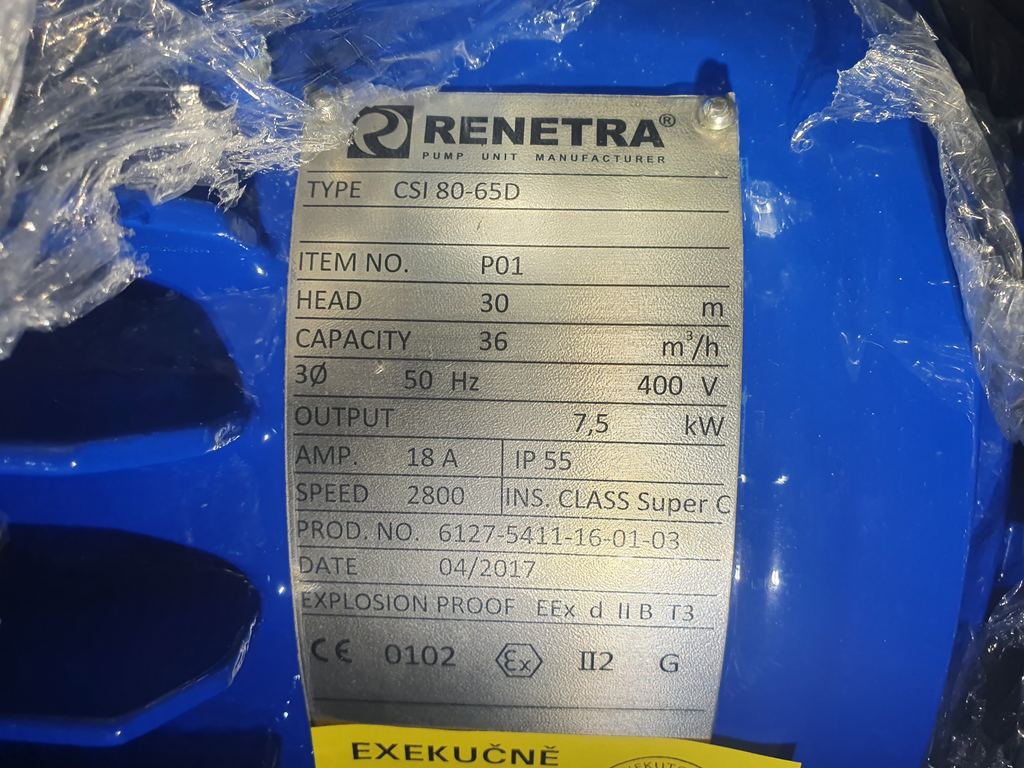 RENETRA®
PUMP UNIT MANUFACTURER
TYPE CSI 80-65D
ITEM NO. P01
HEAD 30 m
CAPACITY 36 m³/h
3Ø 50 Hz 400 V
OUTPUT 7,5 kW
AMP. 18 A IP 55
SPEED 2800 INS. CLASS Super C
PROD. NO. 6127-5411-16-01-03
DATE 04/2017
EXPLOSION PROOF EEx d II B T3
CE 0102 Ex II2 G
EXEKUČNĚ